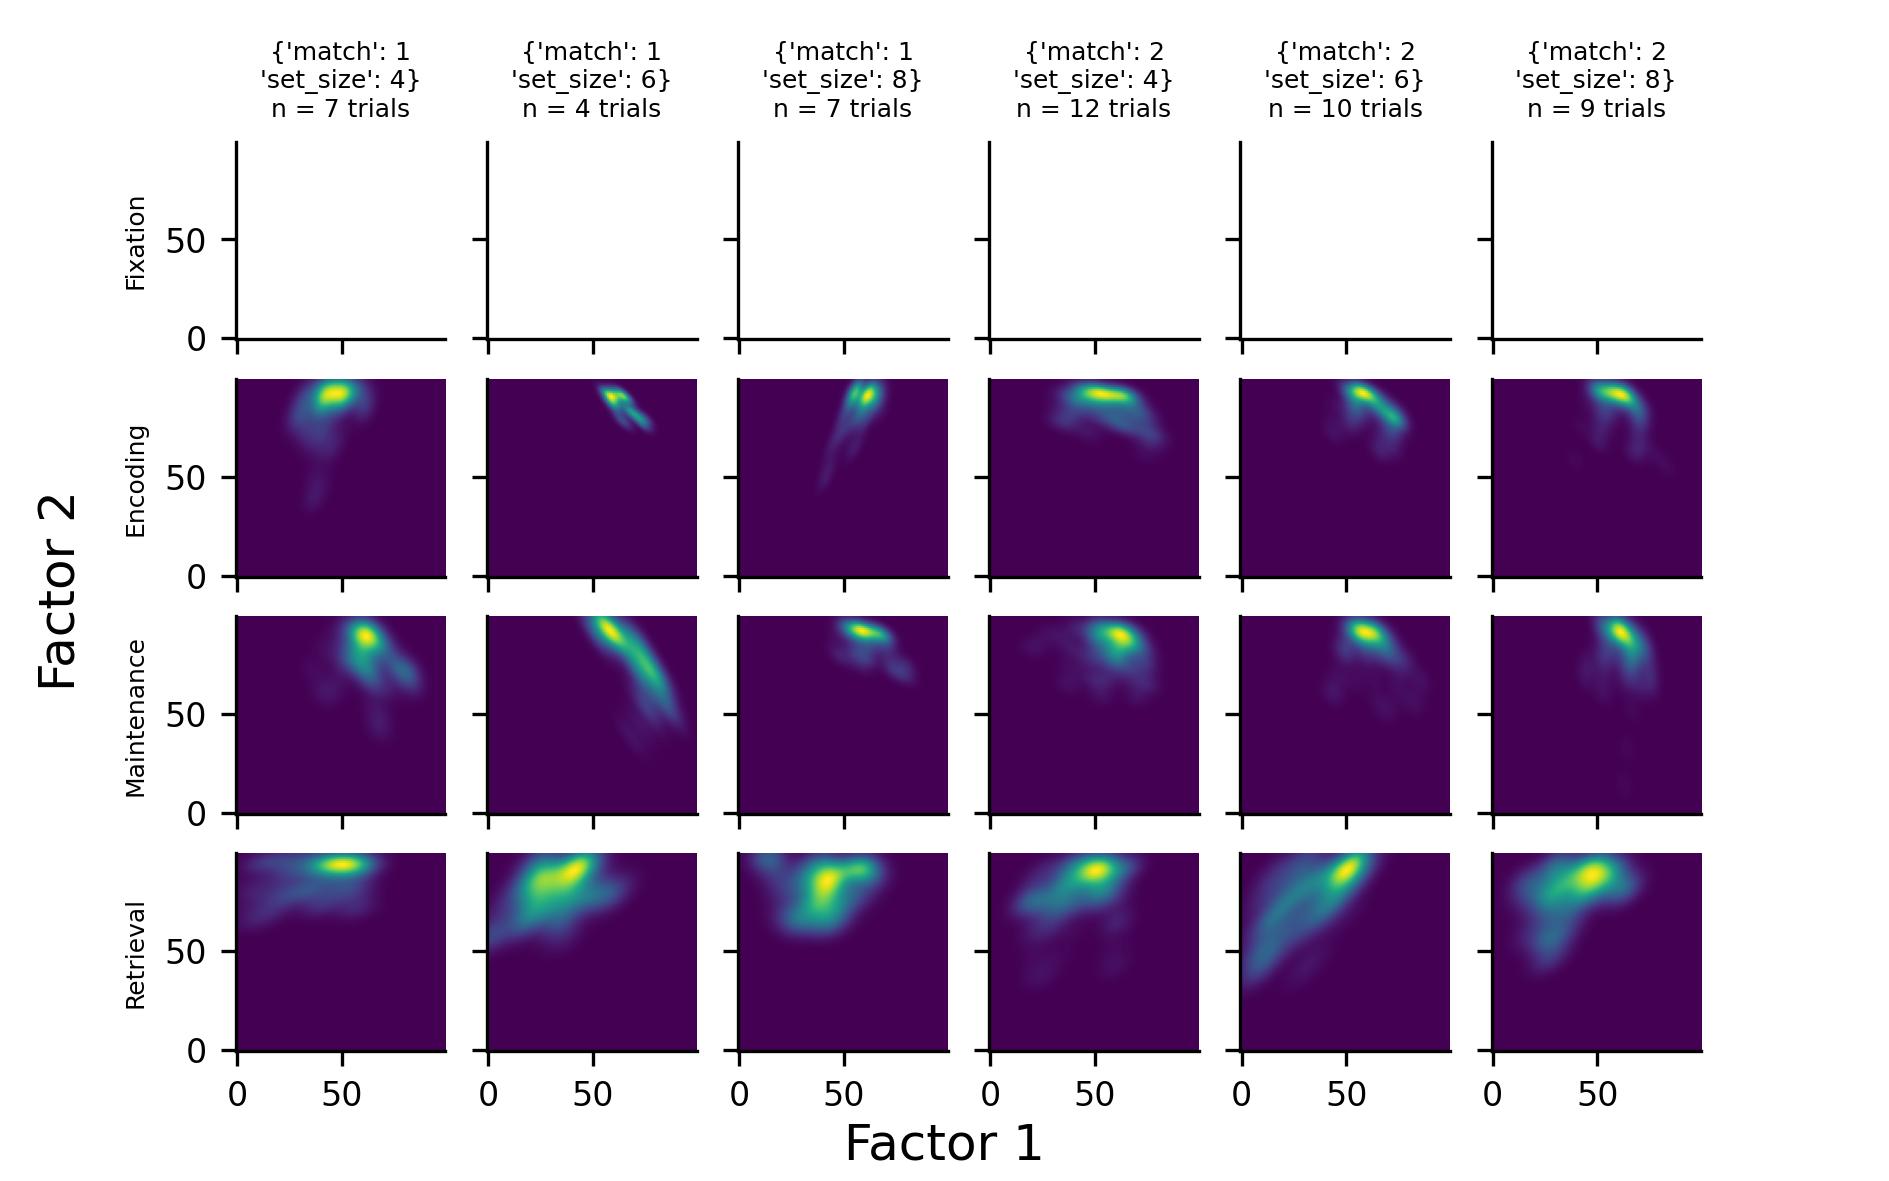 {'match': 1
'set_size': 4}
n = 7 trials
{'match': 1
'set_size': 6}
n = 4 trials
{'match': 1
'set_size': 8}
n = 7 trials
{'match': 2
'set_size': 4}
n = 12 trials
{'match': 2
'set_size': 6}
n = 10 trials
{'match': 2
'set_size': 8}
n = 9 trials
Factor 2
Fixation
50
0
Encoding
50
0
Maintenance
50
0
Retrieval
50
0
0 50 0 50 0 50 0 50 0 50 0 50
Factor 1